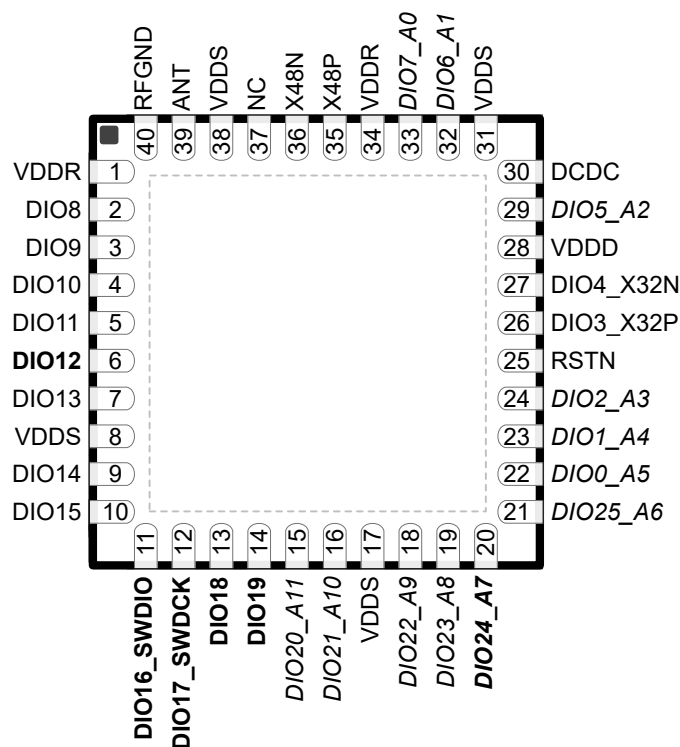 RFGND
ANT
VDDS
NC
X48N
X48P
VDDR
DIO7_A0
DIO6_A1
VDDS
40
39
38
37
36
35
34
33
32
31
VDDR 1
DIO8 2
DIO9 3
DIO10 4
DIO11 5
DIO12 6
DIO13 7
VDDS 8
DIO14 9
DIO15 10
30 DCDC
29 DIO5_A2
28 VDDD
27 DIO4_X32N
26 DIO3_X32P
25 RSTN
24 DIO2_A3
23 DIO1_A4
22 DIO0_A5
21 DIO25_A6
11
12
13
14
15
16
17
18
19
20
DIO16_SWDIO
DIO17_SWDCK
DIO18
DIO19
DIO20_A11
DIO21_A10
VDDS
DIO22_A9
DIO23_A8
DIO24_A7